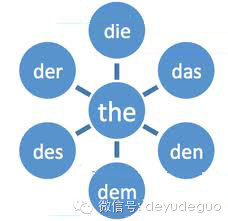 die
der
das
the
des
den
dem
微信号: deyudeguo